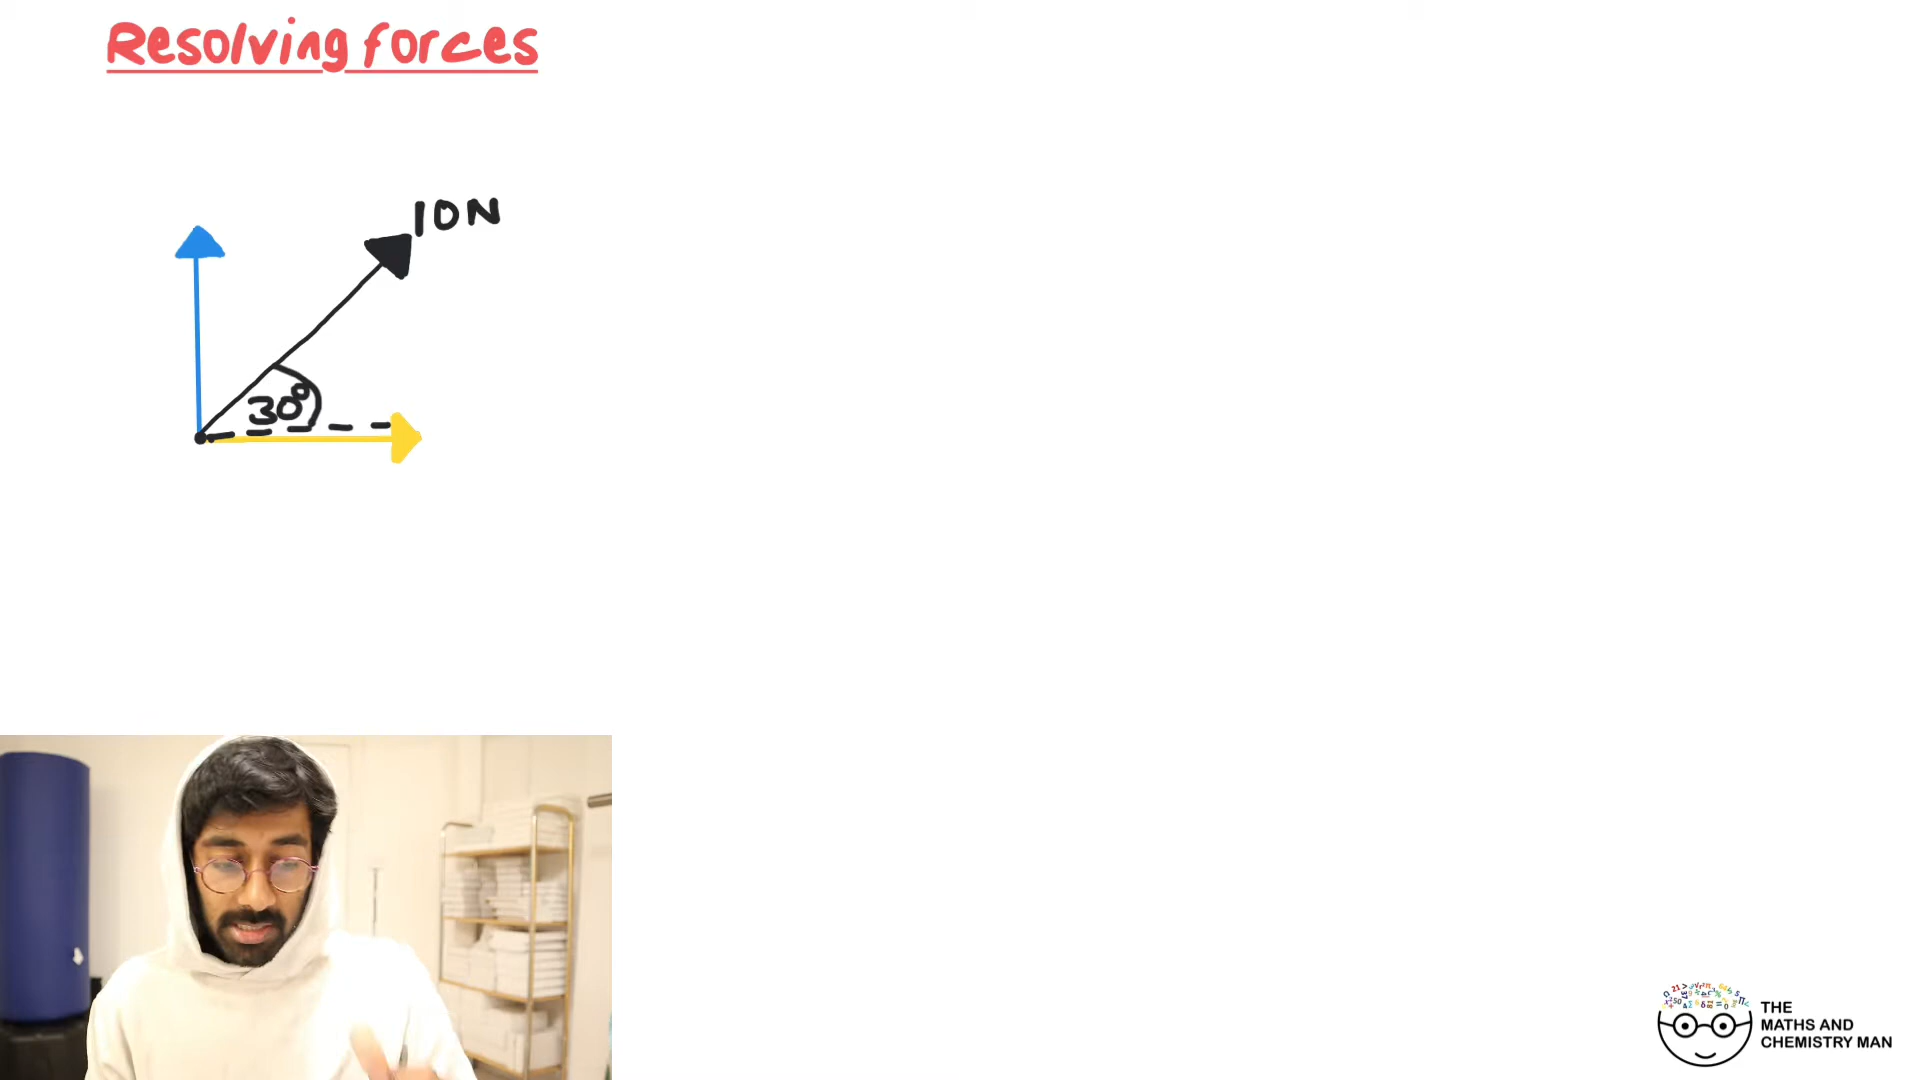 Resolving forces
10N
30°
THE
MATHS AND
CHEMISTRY MAN